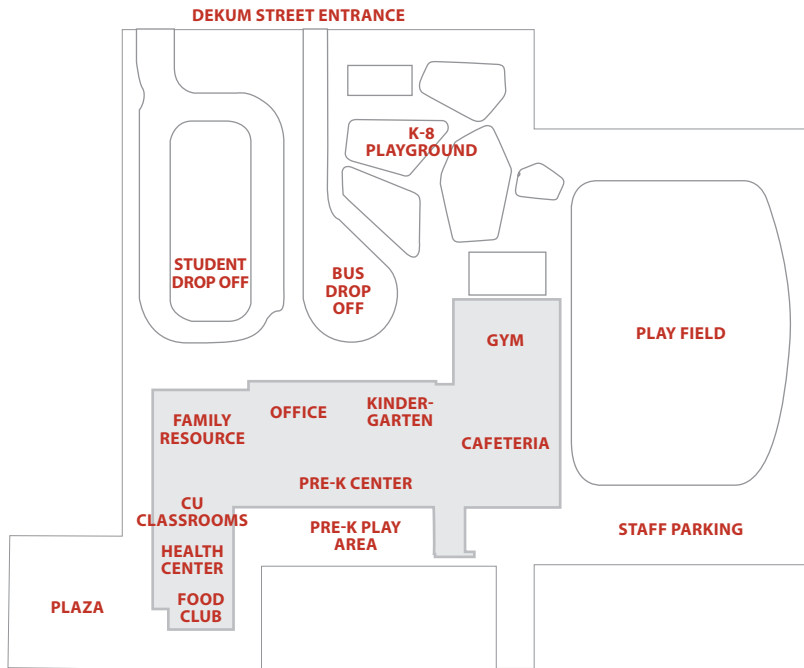 DEKUM STREET ENTRANCE
K-8
PLAYGROUND
STUDENT
DROP OFF
BUS
DROP
OFF
GYM
PLAY FIELD
FAMILY
RESOURCE
OFFICE
KINDER-
GARTEN
CAFETERIA
PRE-K CENTER
CU
CLASSROOMS
PRE-K PLAY
AREA
STAFF PARKING
HEALTH
CENTER
PLAZA
FOOD
CLUB